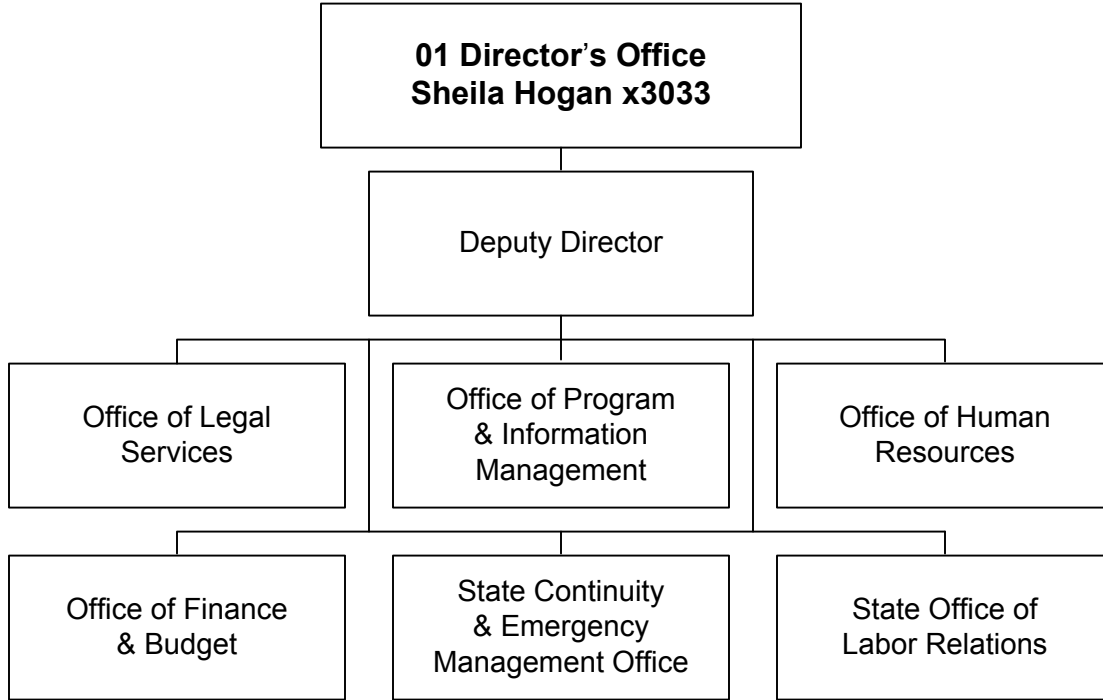 01 Director’s Office
Sheila Hogan x3033
Deputy Director
Office of Legal
Services
Office of Program
& Information
Management
Office of Human
Resources
Office of Finance
& Budget
State Continuity
& Emergency
Management Office
State Office of
Labor Relations